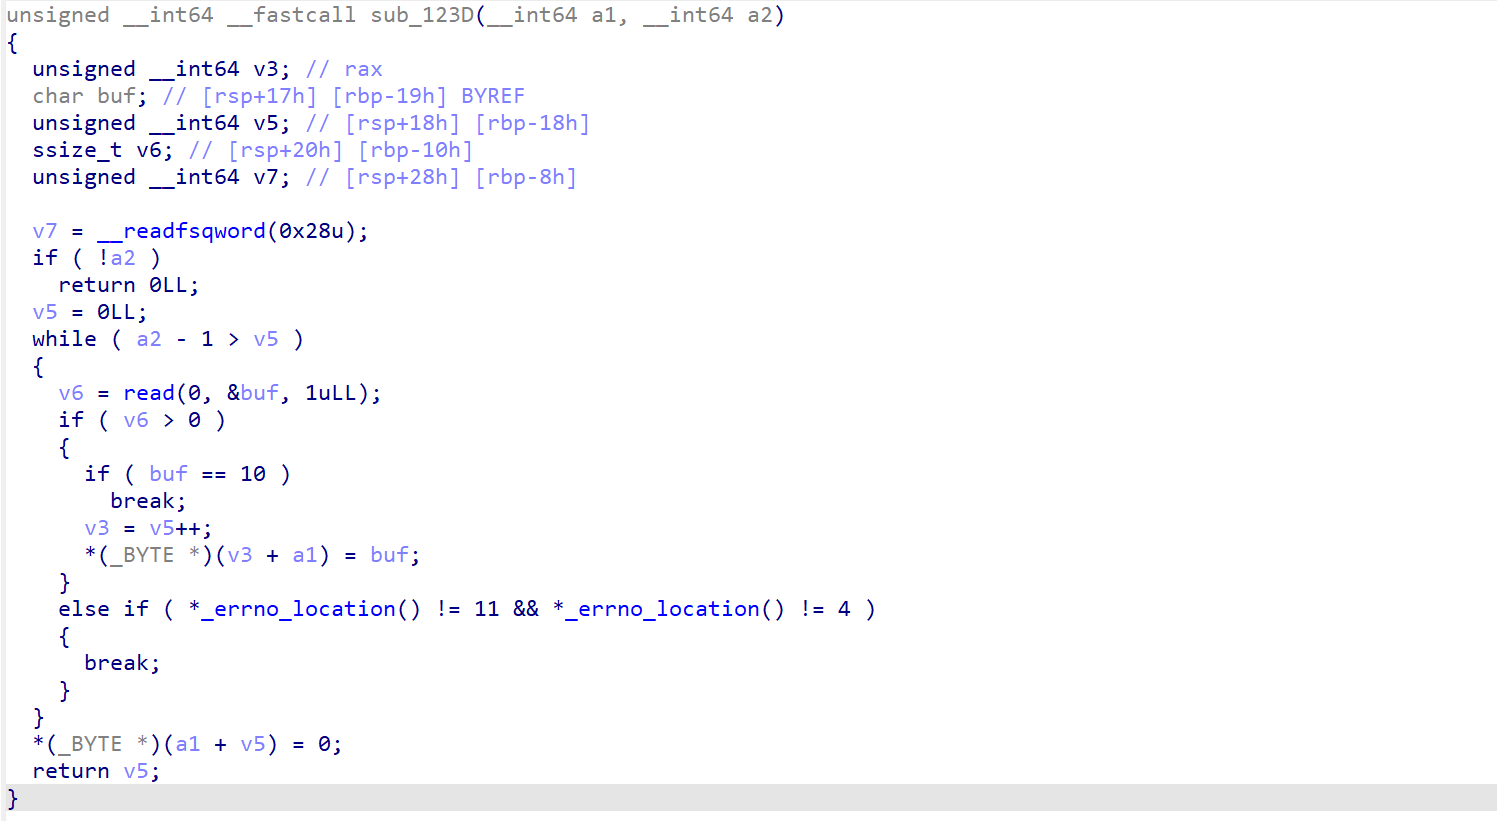 unsigned __int64 __fastcall sub_123D(__int64 a1, __int64 a2)
{
  unsigned __int64 v3; // rax
  char buf; // [rsp+17h] [rbp-19h] BYREF
  unsigned __int64 v5; // [rsp+18h] [rbp-18h]
  ssize_t v6; // [rsp+20h] [rbp-10h]
  unsigned __int64 v7; // [rsp+28h] [rbp-8h]

  v7 = __readfsqword(0x28u);
  if ( !a2 )
    return 0LL;
  v5 = 0LL;
  while ( a2 - 1 > v5 )
  {
    v6 = read(0, &buf, 1uLL);
    if ( v6 > 0 )
    {
      if ( buf == 10 )
        break;
      v3 = v5++;
      *(_BYTE *)(v3 + a1) = buf;
    }
    else if ( *_errno_location() != 11 && *_errno_location() != 4 )
    {
      break;
    }
  }
  *(_BYTE *)(a1 + v5) = 0;
  return v5;
}